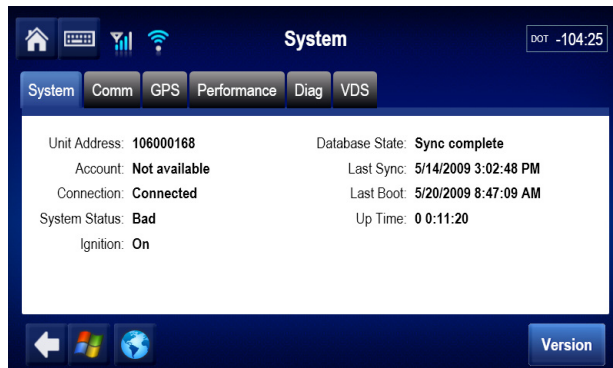 System
DOT -104:25
System Comm GPS Performance Diag VDS
Unit Address: 106000168
Account: Not available
Connection: Connected
System Status: Bad
Ignition: On
Database State: Sync complete
Last Sync: 5/14/2009 3:02:48 PM
Last Boot: 5/20/2009 8:47:09 AM
Up Time: 0 0:11:20
Version